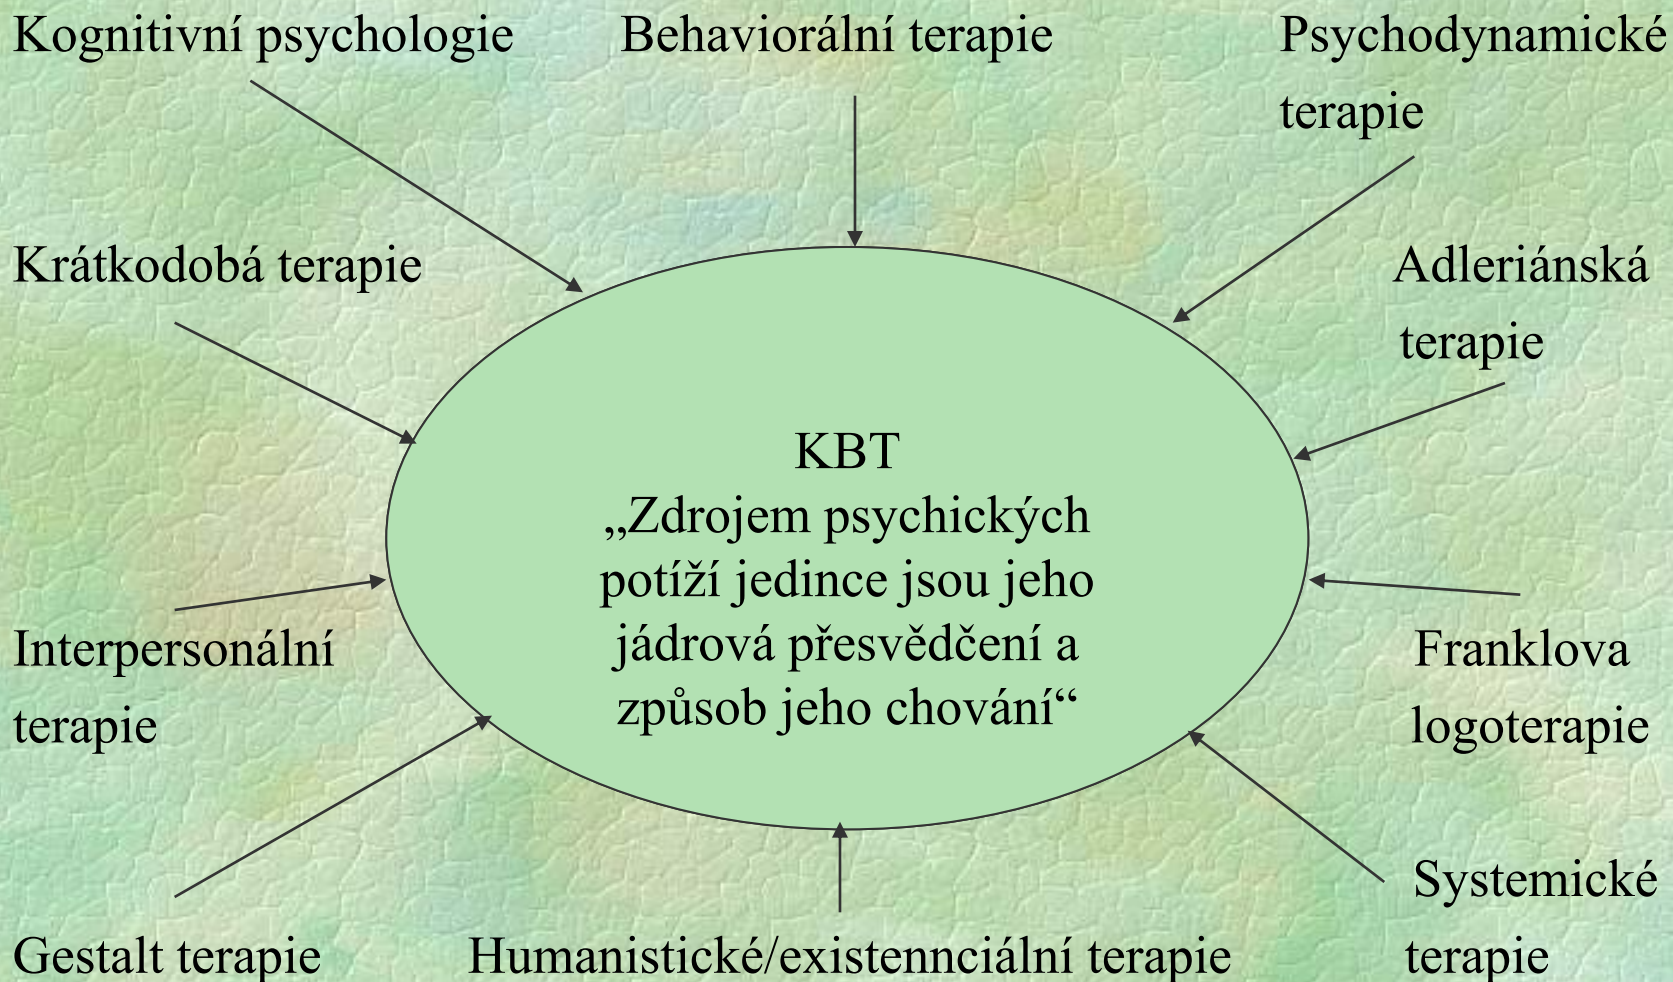 Kognitivní psychologie
Behaviorální terapie
Psychodynamické
terapie
Krátkodobá terapie
Adleriánská
terapie
KBT
„Zdrojem psychických
potíží jedince jsou jeho
jádrová přesvědčení a
způsob jeho chování“
Interpersonální
terapie
Franklova
logoterapie
Systemické
terapie
Gestalt terapie
Humanistické/existennciální terapie